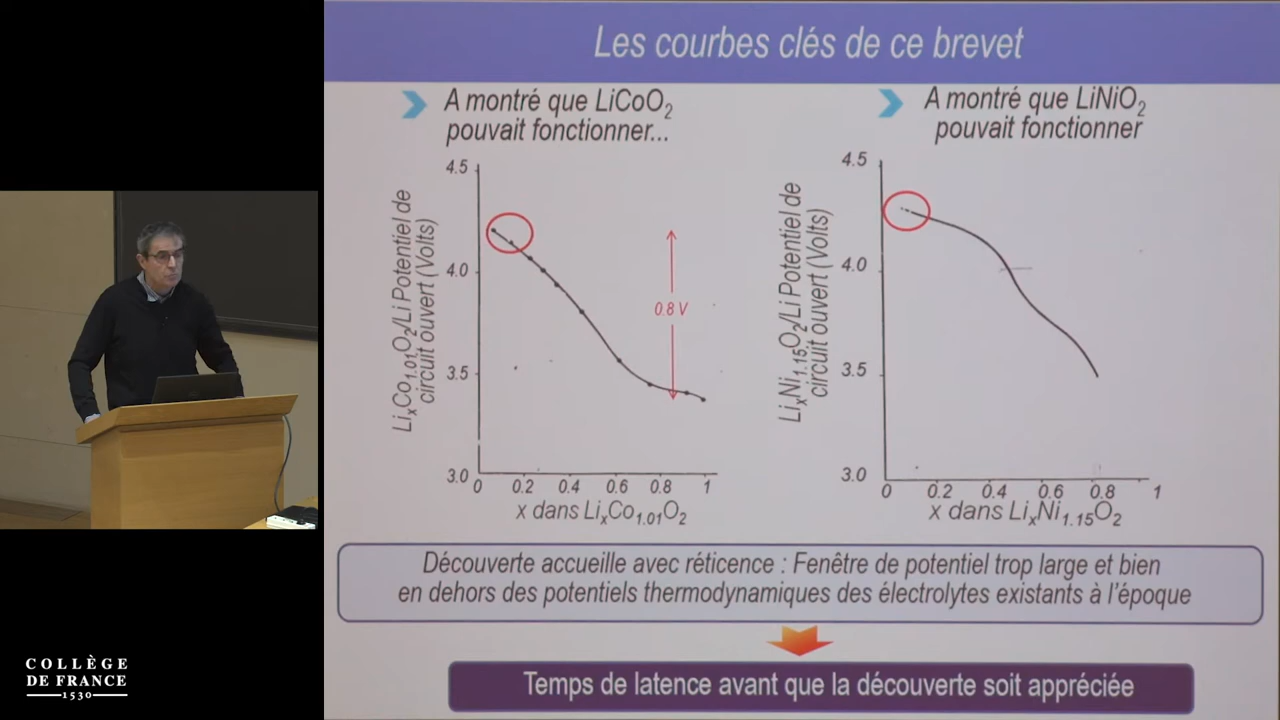 Les courbes clés de ce brevet
A montré que LiCoO2
pouvait fonctionner...
4.5
4.0
3.5
3.0
LixCo1.01O2/Li Potentiel de
circuit ouvert (Volts)
0.8 V
0 0.2 0.4 0.6 0.8 1
x dans LixCo1.01O2
A montré que LiNiO2
pouvait fonctionner
4.5
4.0
3.5
3.0
LixNi1.15O2/Li Potentiel de
circuit ouvert (Volts)
0 0.2 0.4 0.6 0.8 1
x dans LixNi1.15O2
Découverte accueille avec réticence : Fenêtre de potentiel trop large et bien
en dehors des potentiels thermodynamiques des électrolytes existants à l'époque
Temps de latence avant que la découverte soit appréciée
COLLÈGE
DE FRANCE
1530